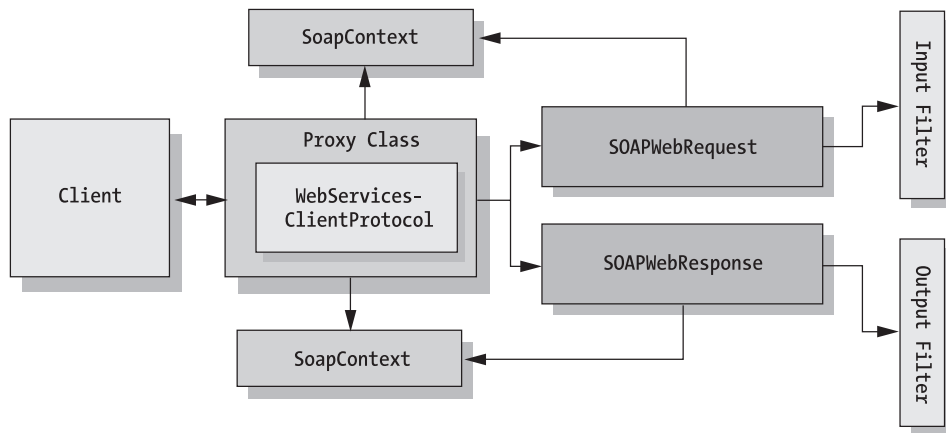 SoapContext
Input Filter
Proxy Class
SOAPWebRequest
Client
WebServices-
ClientProtocol
SOAPWebResponse
Output Filter
SoapContext